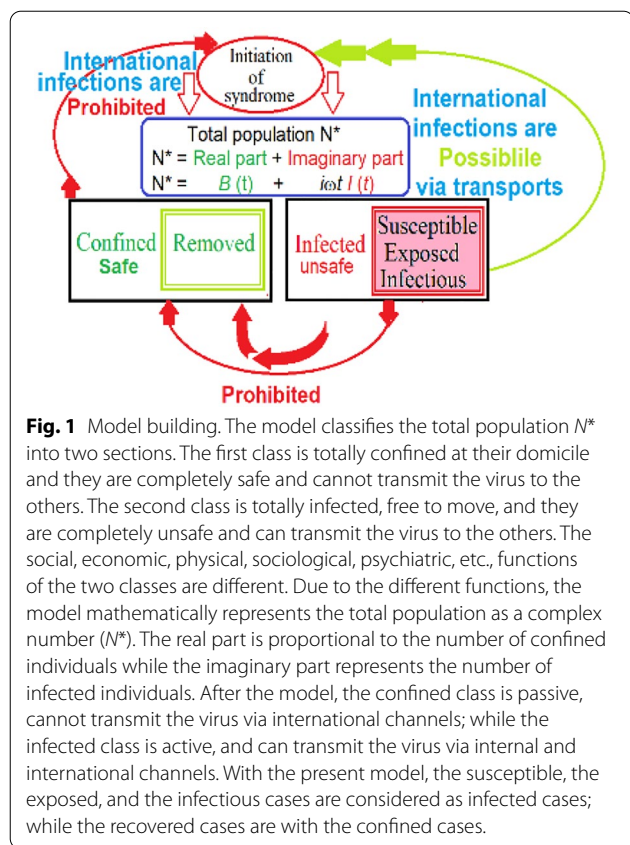 International
infections are
Prohibited
Initiation
of
syndrome
International
infections are
Possiblile
via transports
Total population N*
N* = Real part + Imaginary part
N* = B (t) + iωt I (t)
Confined
Safe
Removed
Infected
unsafe
Susceptible
Exposed
Infectious
Prohibited
Fig. 1 Model building. The model classifies the total population N*
into two sections. The first class is totally confined at their domicile
and they are completely safe and cannot transmit the virus to the
others. The second class is totally infected, free to move, and they
are completely unsafe and can transmit the virus to the others. The
social, economic, physical, sociological, psychiatric, etc., functions
of the two classes are different. Due to the different functions, the
model mathematically represents the total population as a complex
number (N*). The real part is proportional to the number of confined
individuals while the imaginary part represents the number of
infected individuals. After the model, the confined class is passive,
cannot transmit the virus via international channels; while the
infected class is active, and can transmit the virus via internal and
international channels. With the present model, the susceptible, the
exposed, and the infectious cases are considered as infected cases;
while the recovered cases are with the confined cases.